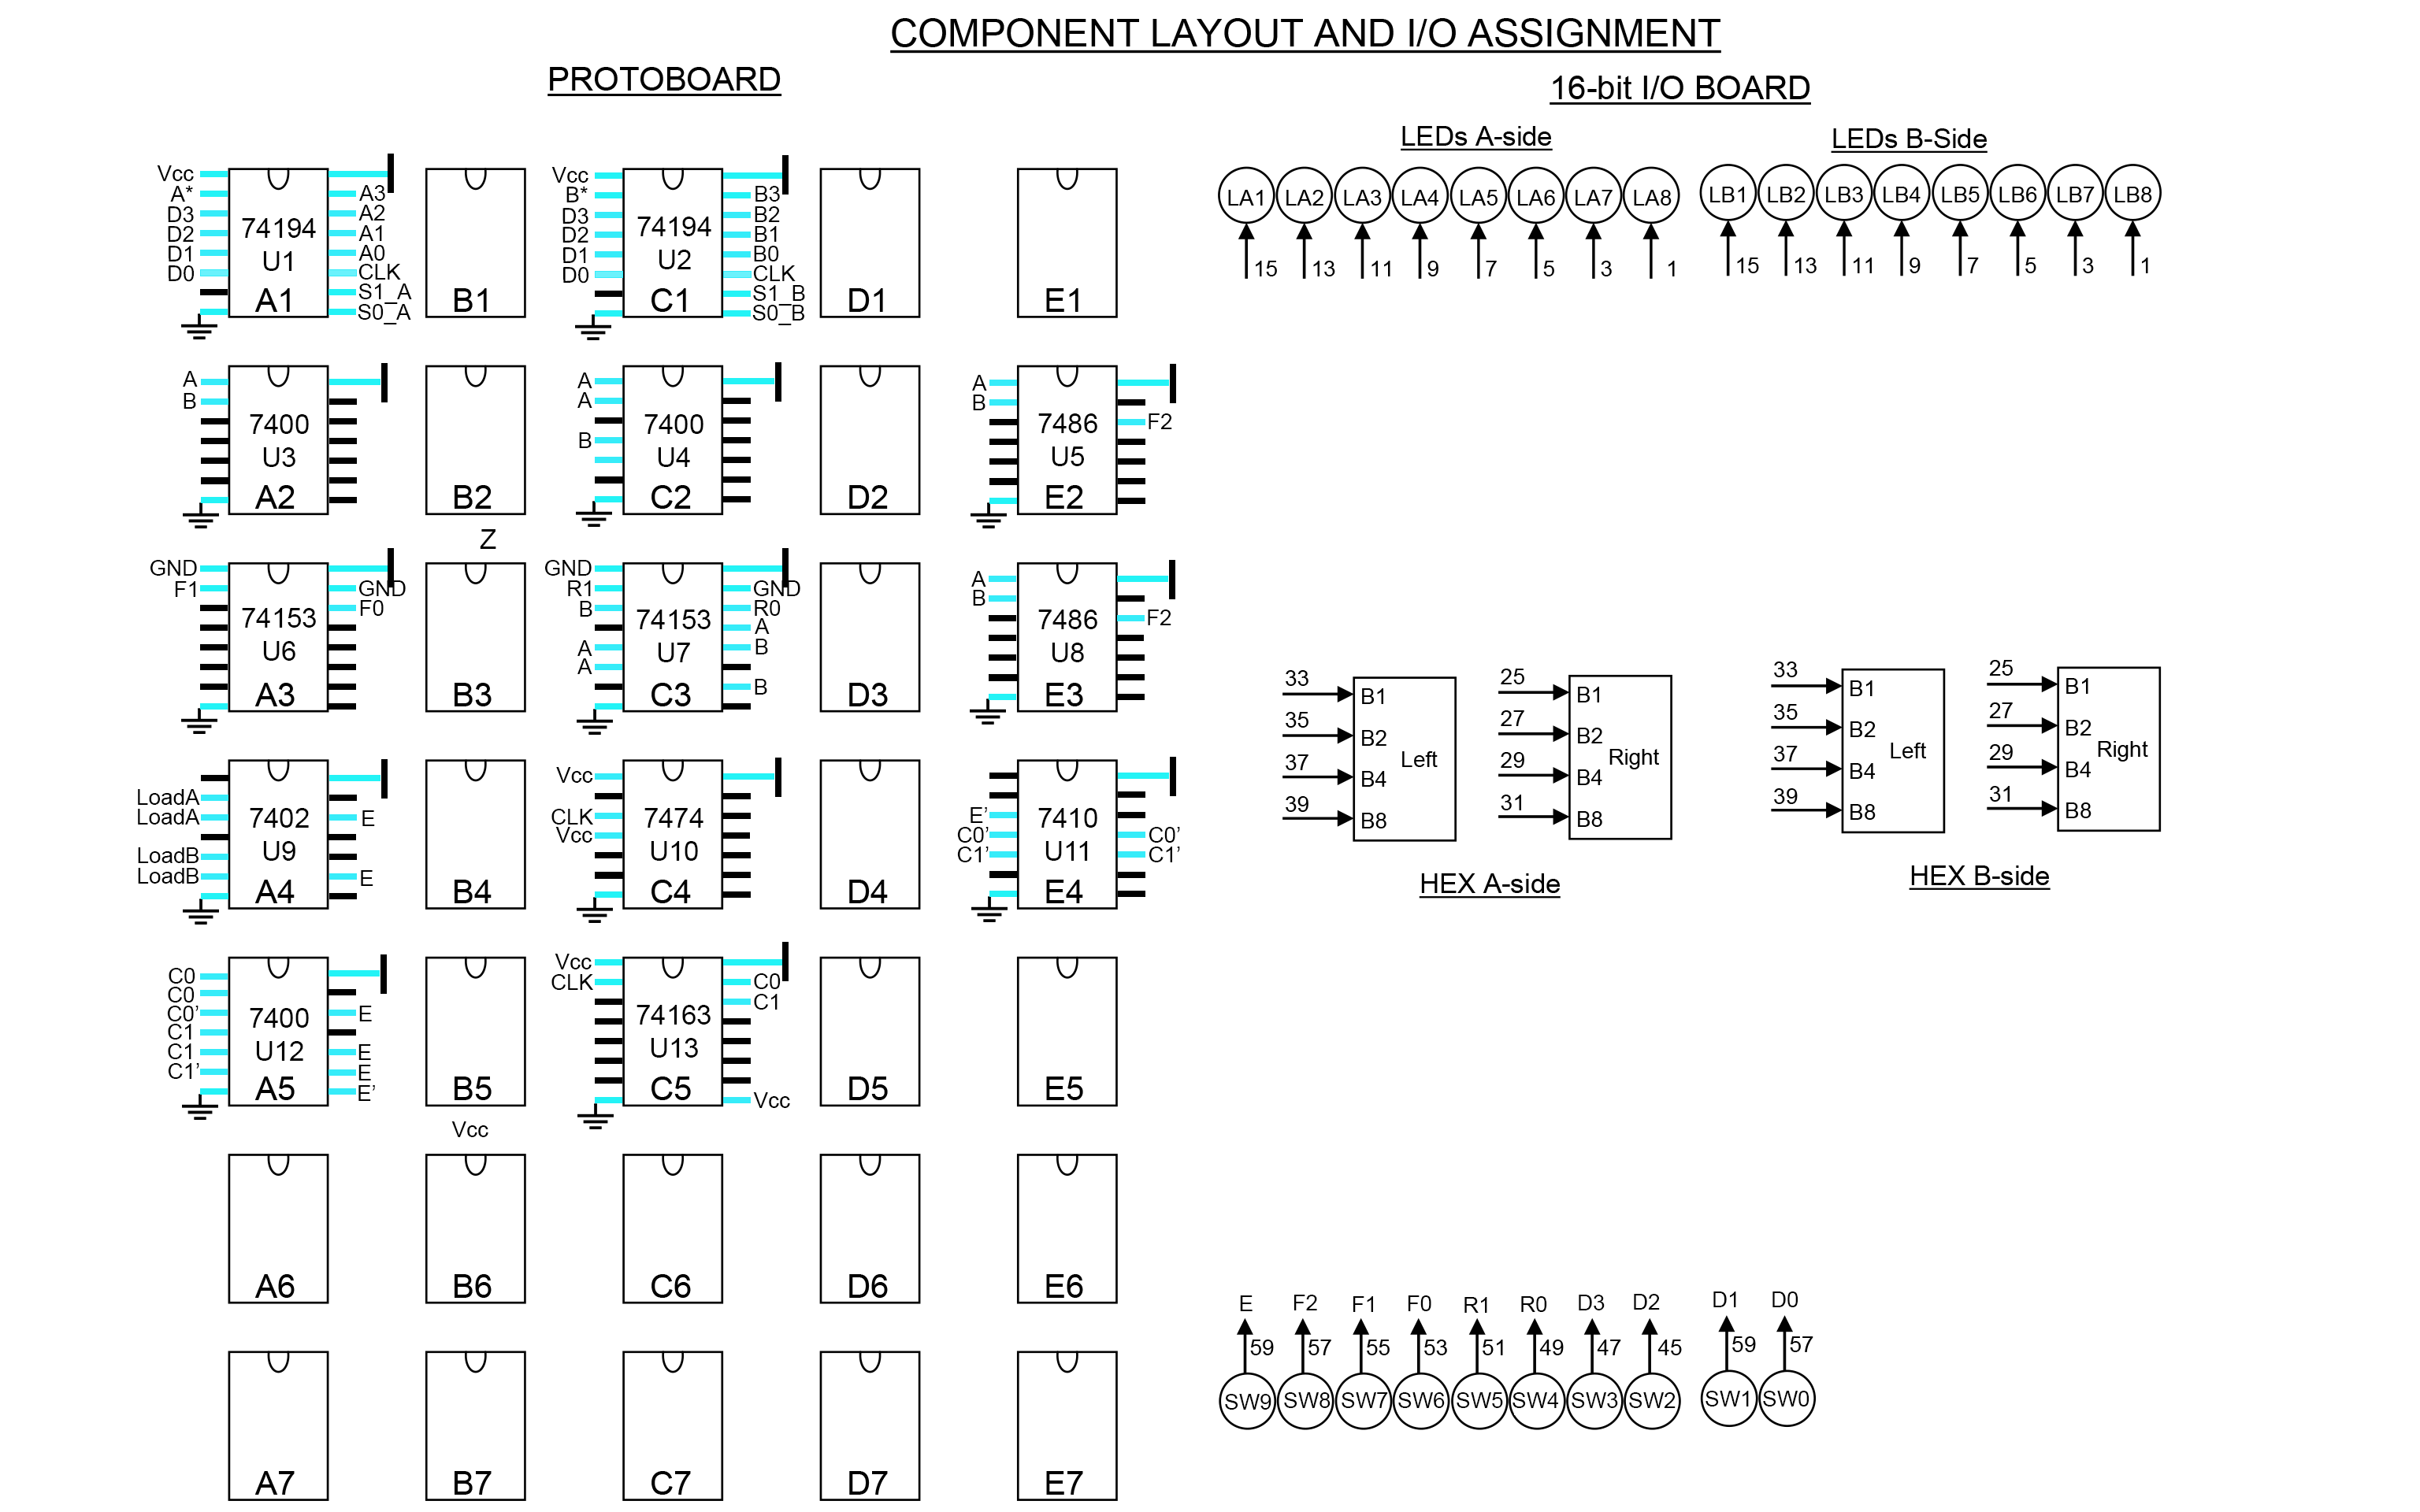 COMPONENT LAYOUT AND I/O ASSIGNMENT
PROTOBOARD
16-bit I/O BOARD
LEDs A-side
LEDs B-Side
LA1 LA2 LA3 LA4 LA5 LA6 LA7 LA8
15 13 11 9 7 5 3 1
LB1 LB2 LB3 LB4 LB5 LB6 LB7 LB8
15 13 11 9 7 5 3 1
Vcc
A*
D3
D2
D1
D0
74194
U1
A1
A3
A2
A1
A0
CLK
S1_A
S0_A
B1
Vcc
B*
D3
D2
D1
D0
74194
U2
C1
B3
B2
B1
B0
CLK
S1_B
S0_B
D1
E1
A
B
7400
U3
A2
B2
A
A
B
7400
U4
C2
D2
A
B
7486
U5
E2
F2
Z
GND
F1
74153
U6
A3
GND
F0
B3
GND
R1
B
A
A
74153
U7
C3
GND
R0
A
B
B
D3
A
B
7486
U8
E3
F2
LoadA
LoadA
LoadB
LoadB
7402
U9
A4
E
E
B4
Vcc
CLK
Vcc
7474
U10
C4
D4
E’
C0’
C1’
7410
U11
E4
C0’
C1’
C0
C0
C0’
C1
C1
C1’
7400
U12
A5
E
E
E
E’
B5
Vcc
CLK
74163
U13
C5
C0
C1
Vcc
D5
E5
Vcc
A6 B6 C6 D6 E6
A7 B7 C7 D7 E7
33
35
37
39
B1
B2
B4
B8
Left
25
27
29
31
B1
B2
B4
B8
Right
HEX A-side
33
35
37
39
B1
B2
B4
B8
Left
25
27
29
31
B1
B2
B4
B8
Right
HEX B-side
E F2 F1 F0 R1 R0 D3 D2 D1 D0
59 57 55 53 51 49 47 45 59 57
SW9 SW8 SW7 SW6 SW5 SW4 SW3 SW2 SW1 SW0